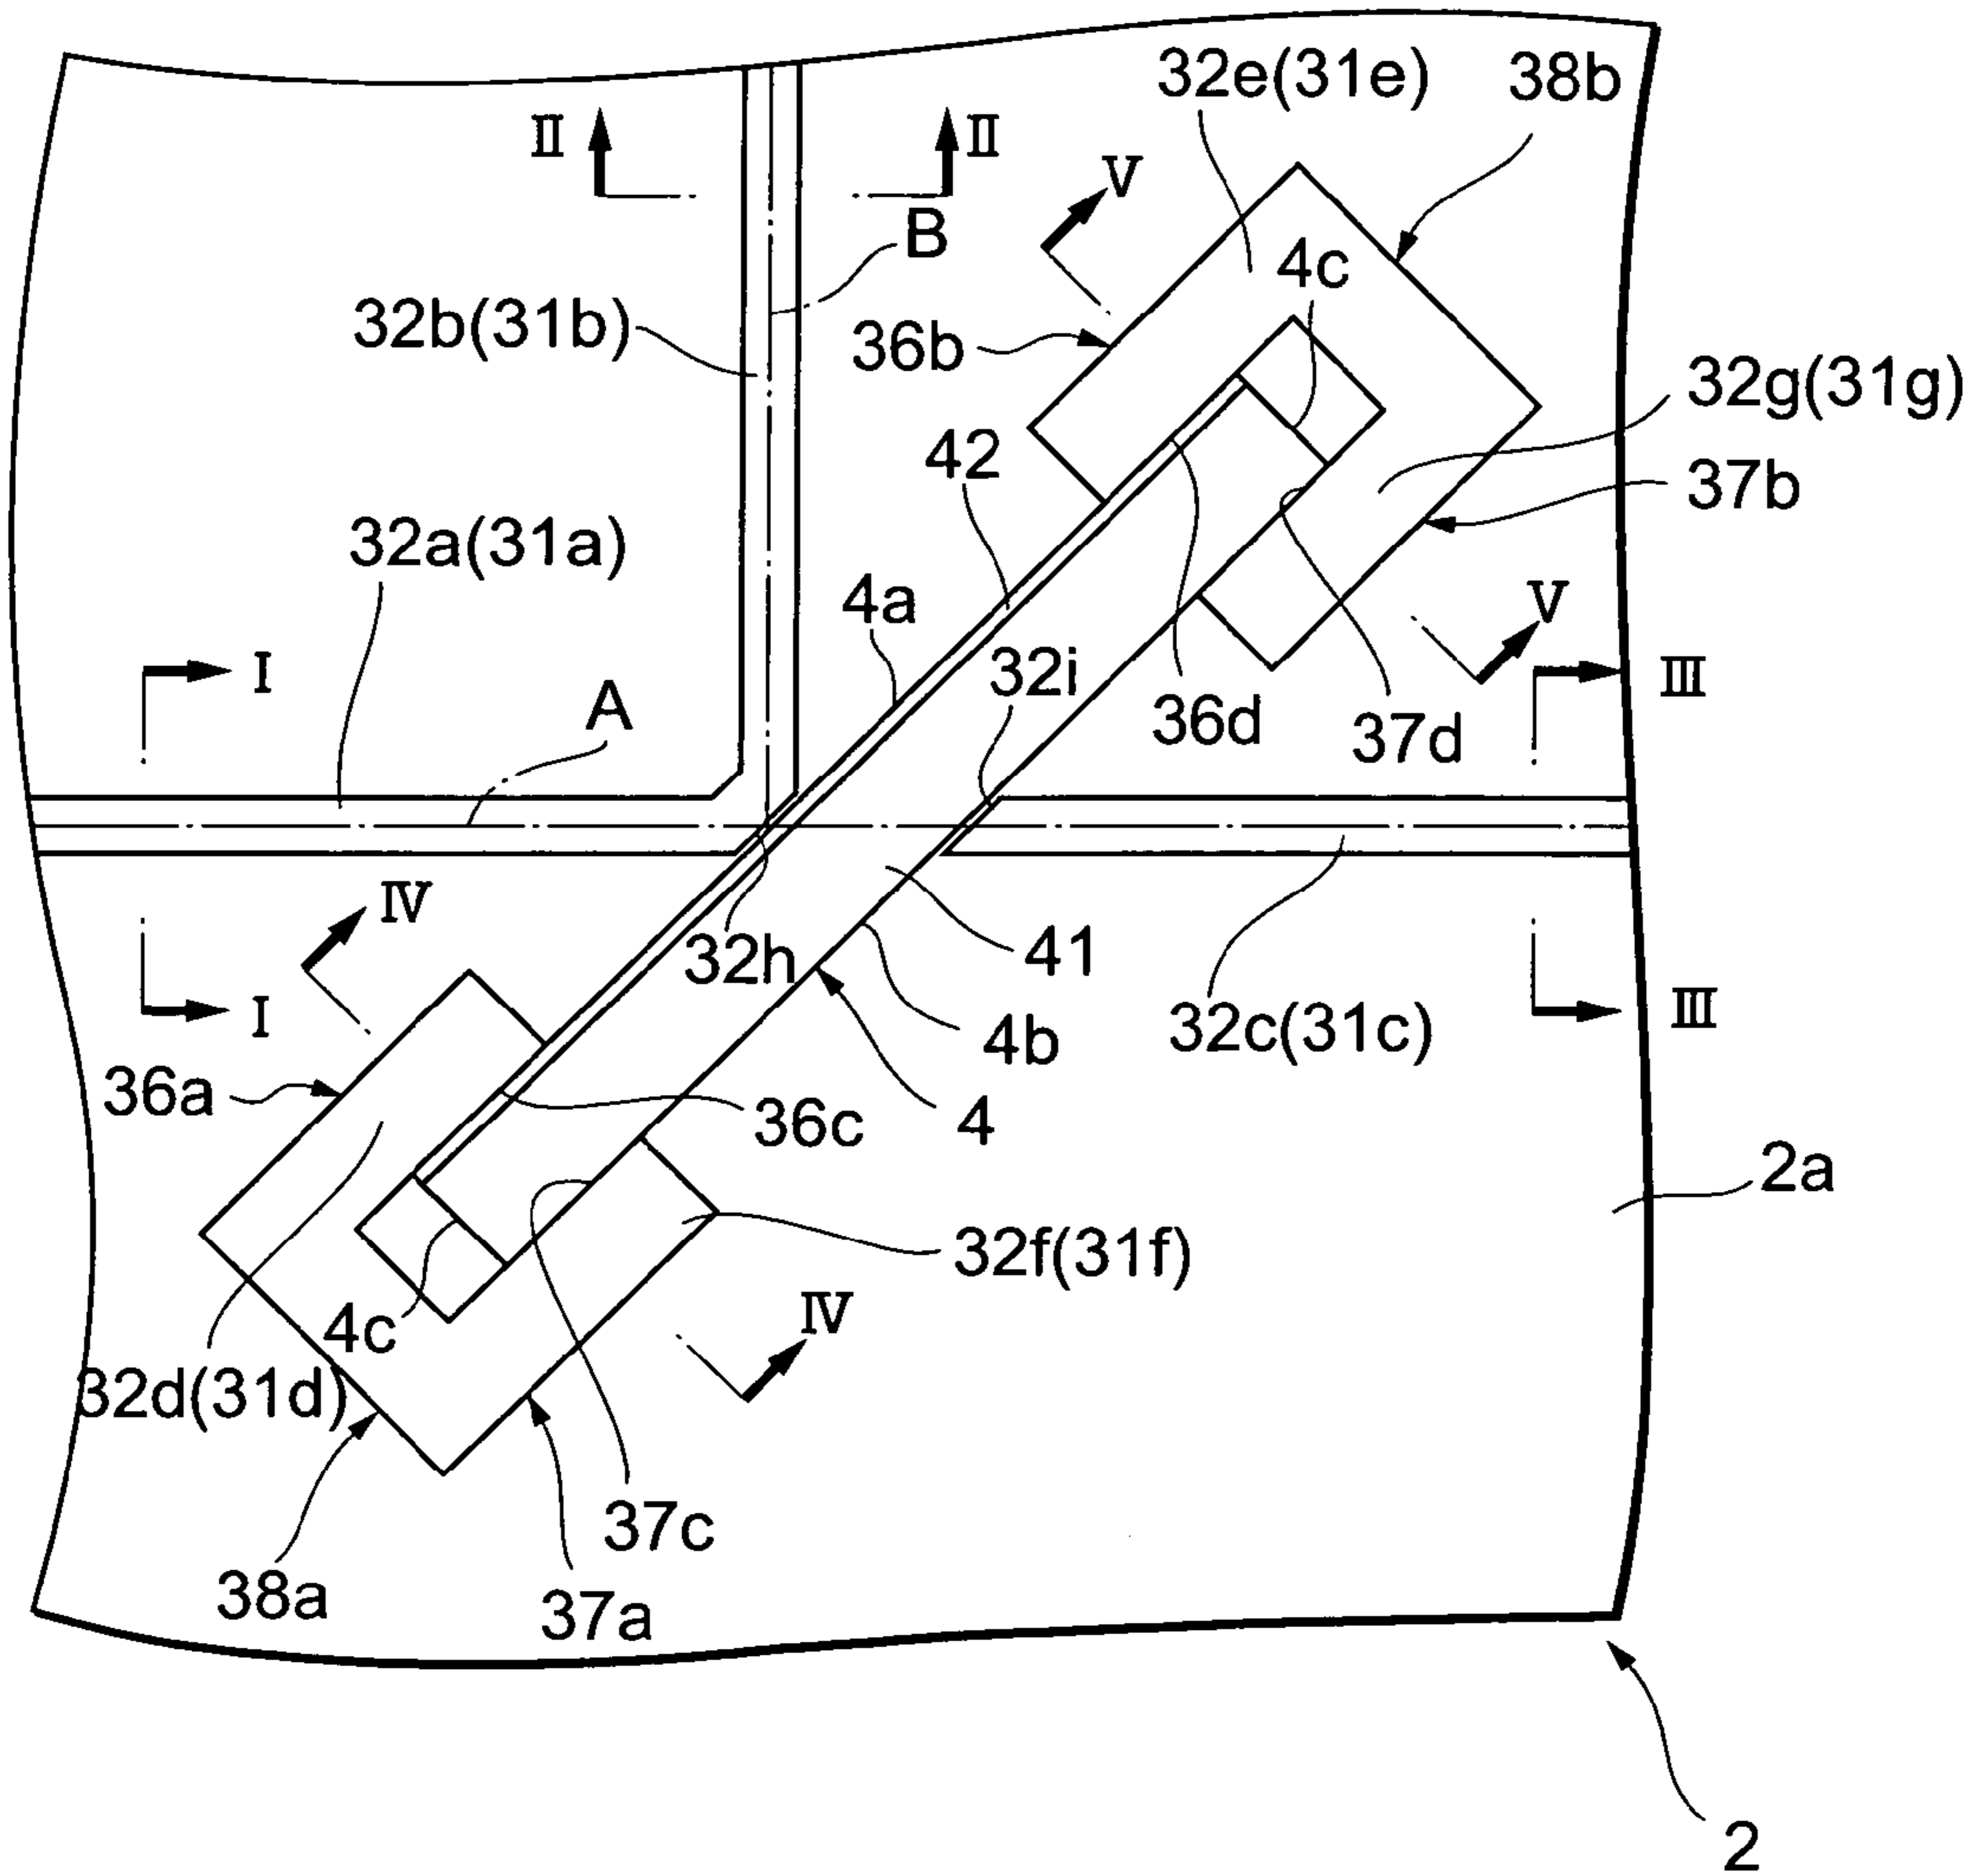 32e(31e)
38b
II
II
V
B
4c
32b(31b)
36b
32g(31g)
42
37b
32a(31a)
4a
V
I
32i
III
A
36d
37d
IV
32h
41
I
4b
32c(31c)
III
36a
36c
4
2a
32f(31f)
4c
IV
32d(31d)
37c
38a
37a
2